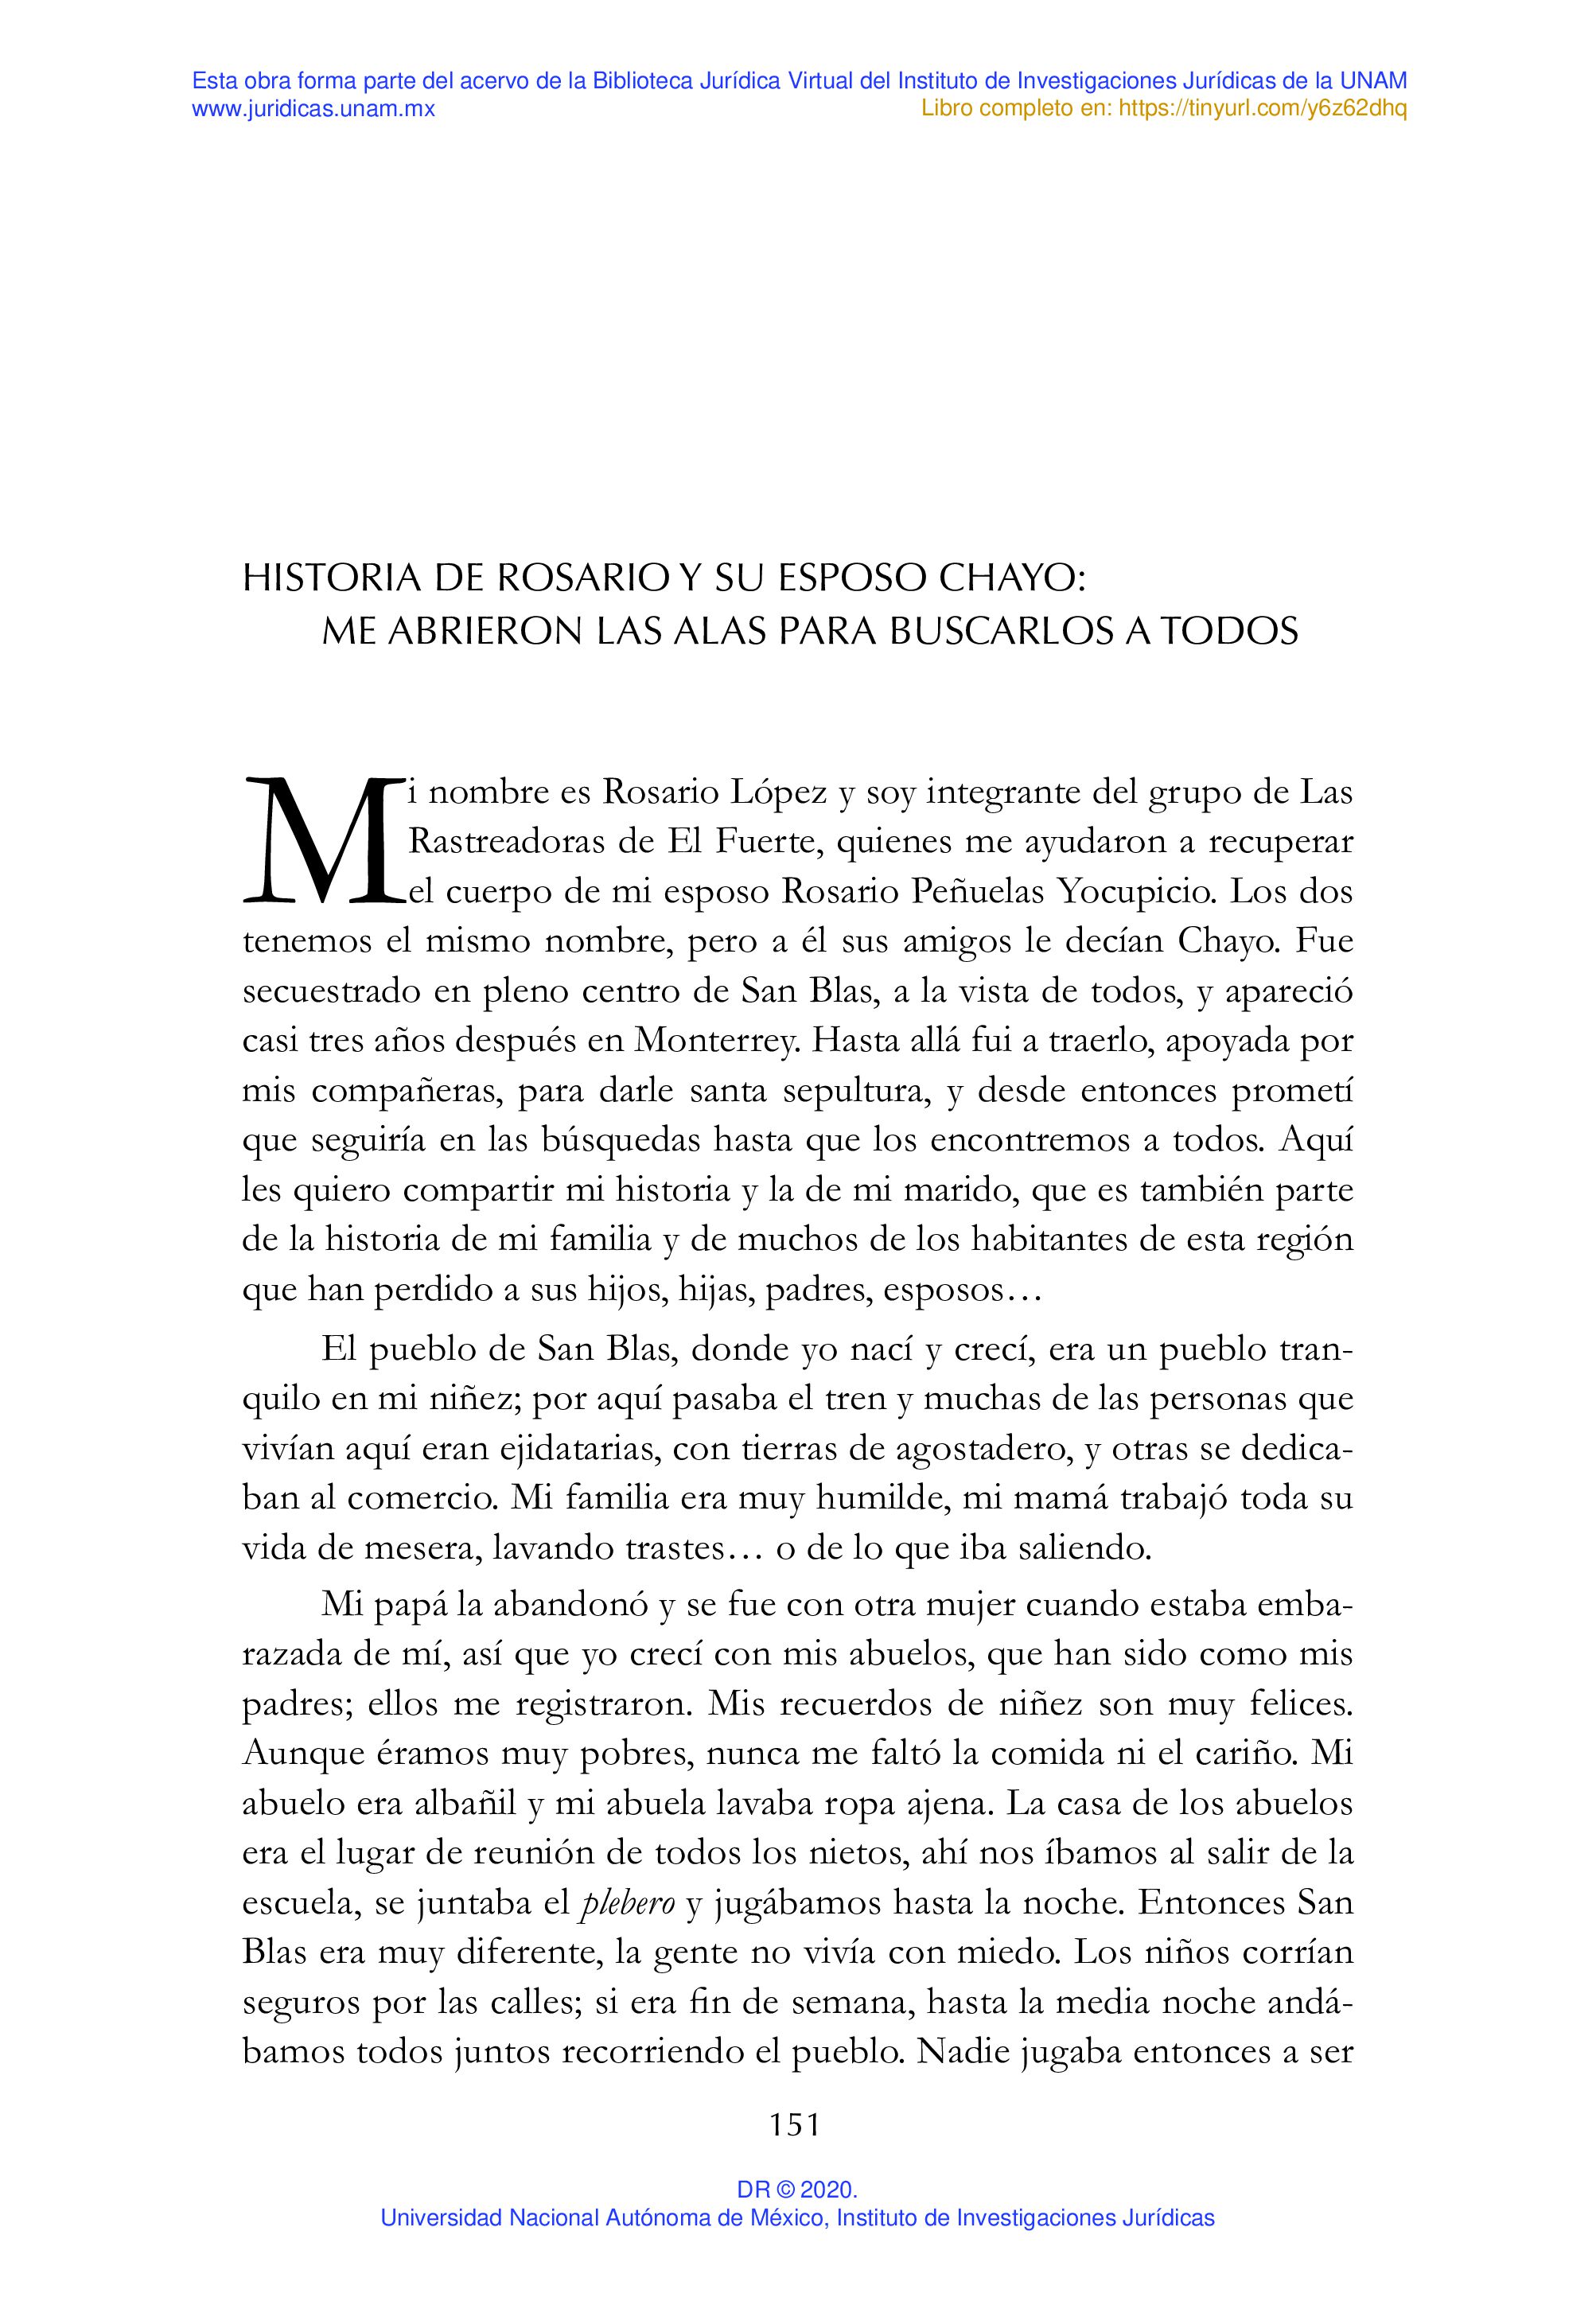 Esta obra forma parte del acervo de la Biblioteca Jurídica Virtual del Instituto de Investigaciones Jurídicas de la UNAM
www.juridicas.unam.mx
Libro completo en: https://tinyurl.com/y6z62dhq
HISTORIA DE ROSARIO Y SU ESPOSO CHAYO:
ME ABRIERON LAS ALAS PARA BUSCARLOS A TODOS
Mi nombre es Rosario López y soy integrante del grupo de Las
Rastreadoras de El Fuerte, quienes me ayudaron a recuperar
el cuerpo de mi esposo Rosario Peñuelas Yocupicio. Los dos
tenemos el mismo nombre, pero a él sus amigos le decían Chayo. Fue
secuestrado en pleno centro de San Blas, a la vista de todos, y apareció
casi tres años después en Monterrey. Hasta allá fui a traerlo, apoyada por
mis compañeras, para darle santa sepultura, y desde entonces prometí
que seguiría en las búsquedas hasta que los encontremos a todos. Aquí
les quiero compartir mi historia y la de mi marido, que es también parte
de la historia de mi familia y de muchos de los habitantes de esta región
que han perdido a sus hijos, hijas, padres, esposos…
El pueblo de San Blas, donde yo nací y crecí, era un pueblo tran-
quilo en mi niñez; por aquí pasaba el tren y muchas de las personas que
vivían aquí eran ejidatarias, con tierras de agostadero, y otras se dedica-
ban al comercio. Mi familia era muy humilde, mi mamá trabajó toda su
vida de mesera, lavando trastes… o de lo que iba saliendo.
Mi papá la abandonó y se fue con otra mujer cuando estaba emba-
razada de mí, así que yo crecí con mis abuelos, que han sido como mis
padres; ellos me registraron. Mis recuerdos de niñez son muy felices.
Aunque éramos muy pobres, nunca me faltó la comida ni el cariño. Mi
abuelo era albañil y mi abuela lavaba ropa ajena. La casa de los abuelos
era el lugar de reunión de todos los nietos, ahí nos íbamos al salir de la
escuela, se juntaba el plebero y jugábamos hasta la noche. Entonces San
Blas era muy diferente, la gente no vivía con miedo. Los niños corrían
seguros por las calles; si era fin de semana, hasta la media noche andá-
bamos todos juntos recorriendo el pueblo. Nadie jugaba entonces a ser
151
DR © 2020.
Universidad Nacional Autónoma de México, Instituto de Investigaciones Jurídicas